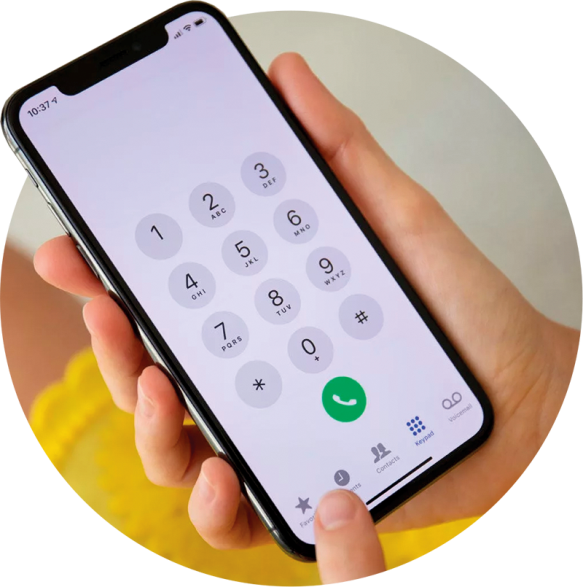 10:37
1
2
ABC
3
DEF
4
GHI
5
JKL
6
MNO
7
PQRS
8
TUV
9
WXYZ
*
0
+
#
Contacts
Keypad
Voicemail